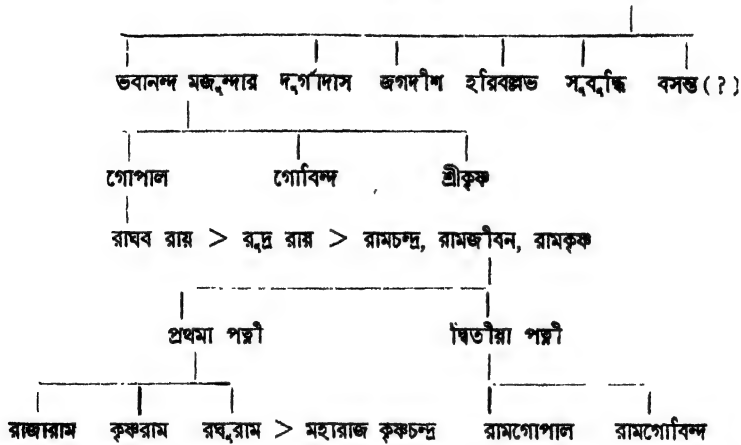 ভবানন্দ মজুন্দার দুর্গাদাস জগদীশ হরিবল্লভ সুবুদ্ধি বসন্ত (?)
গোপাল গোবিন্দ শ্রীকৃষ্ণ
রাঘব রায় > রুদ্র রায় > রামচন্দ্র, রামজীবন, রামকৃষ্ণ
প্রথমা পত্নী দ্বিতীয়া পত্নী
রাজারাম কৃষ্ণরাম রঘুরাম > মহারাজ কৃষ্ণচন্দ্র রামগোপাল রামগোবিন্দ